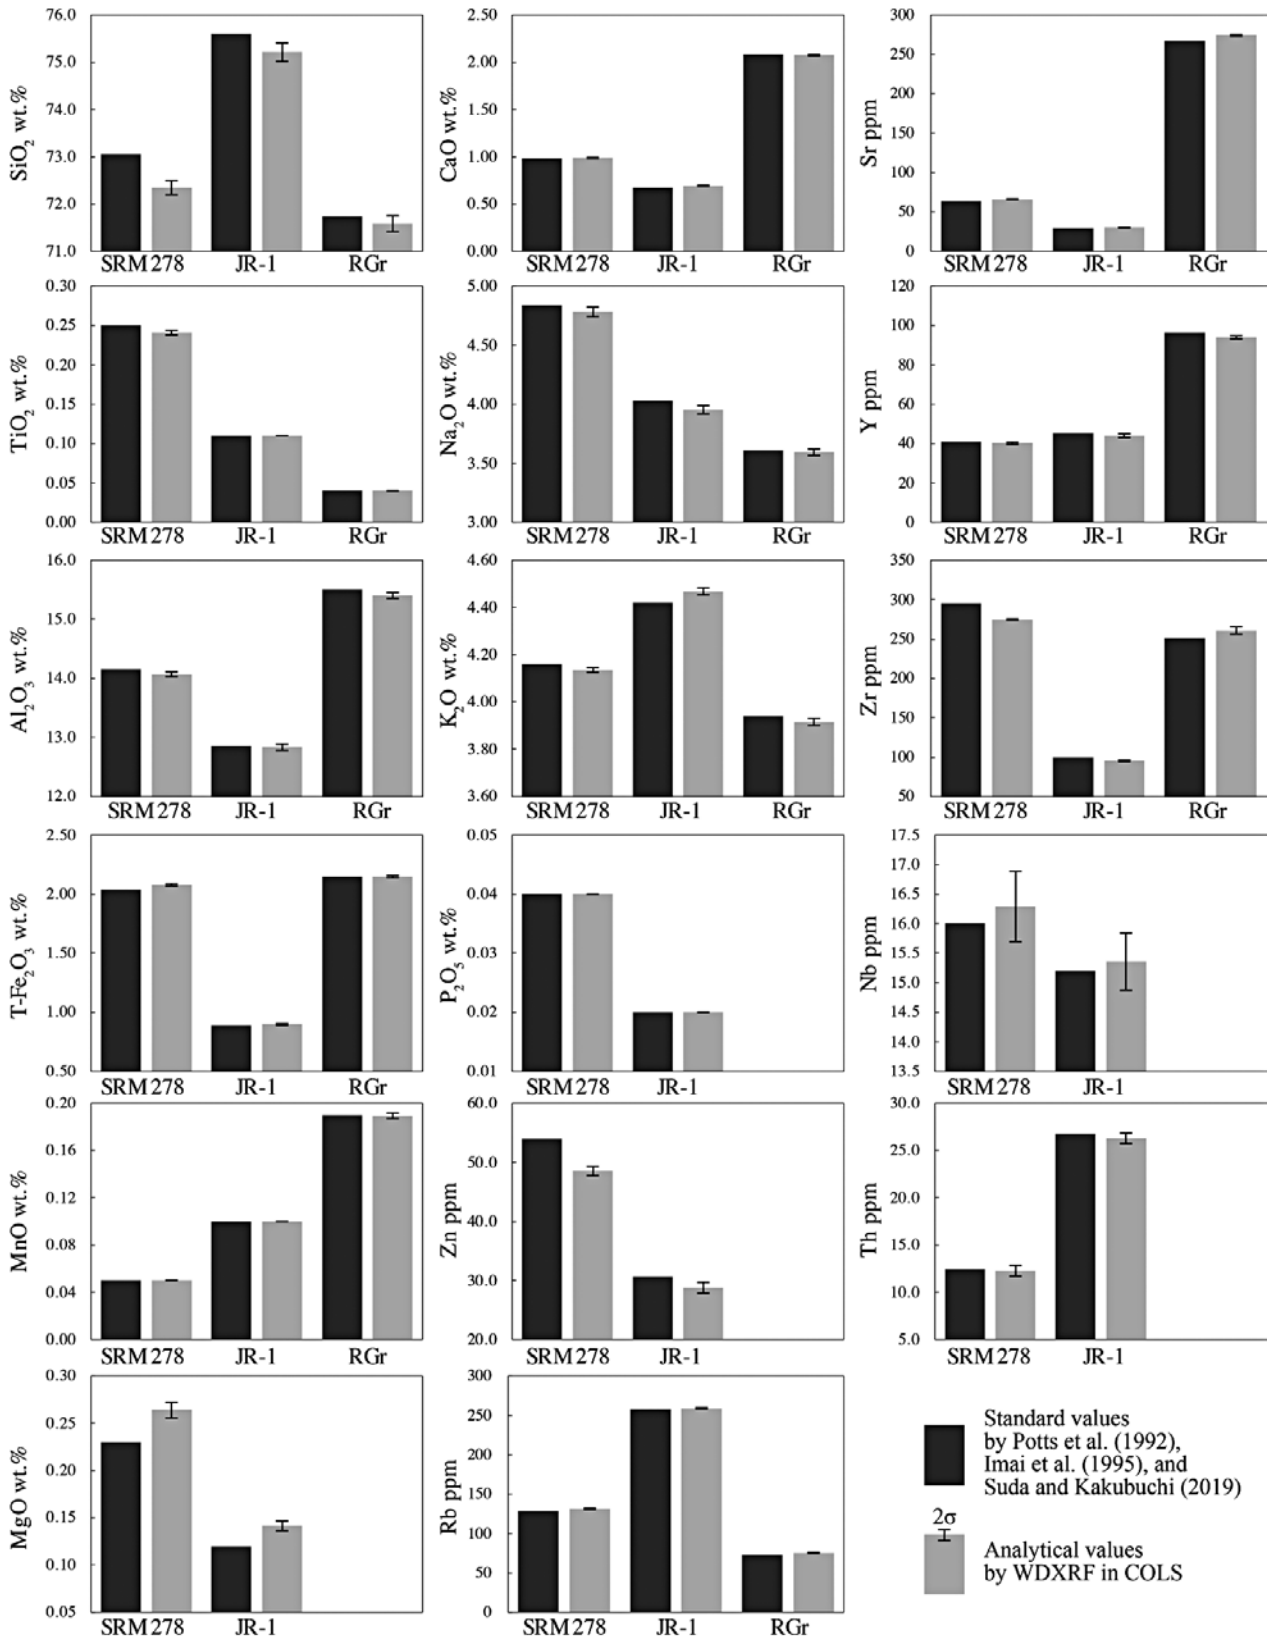 SiO2 wt.%
76.0
75.0
74.0
73.0
72.0
71.0
SRM278 JR-1 RGr
CaO wt.%
2.50
2.00
1.50
1.00
0.50
0.00
SRM278 JR-1 RGr
Sr ppm
300
250
200
150
100
50
0
SRM278 JR-1 RGr
TiO2 wt.%
0.30
0.25
0.20
0.15
0.10
0.05
0.00
SRM278 JR-1 RGr
Na2O wt.%
5.00
4.50
4.00
3.50
3.00
SRM278 JR-1 RGr
Y ppm
120
100
80
60
40
20
0
SRM278 JR-1 RGr
Al2O3 wt.%
16.0
15.0
14.0
13.0
12.0
SRM278 JR-1 RGr
K2O wt.%
4.60
4.40
4.20
4.00
3.80
3.60
SRM278 JR-1 RGr
Zr ppm
350
300
250
200
150
100
50
SRM278 JR-1 RGr
T-Fe2O3 wt.%
2.50
2.00
1.50
1.00
0.50
SRM278 JR-1 RGr
P2O5 wt.%
0.05
0.04
0.03
0.02
0.01
SRM278 JR-1
Nb ppm
17.5
17.0
16.5
16.0
15.5
15.0
14.5
14.0
13.5
SRM278 JR-1
MnO wt.%
0.20
0.16
0.12
0.08
0.04
0.00
SRM278 JR-1 RGr
Zn ppm
60.0
50.0
40.0
30.0
20.0
SRM278 JR-1
Th ppm
30.0
25.0
20.0
15.0
10.0
5.0
SRM278 JR-1
MgO wt.%
0.30
0.25
0.20
0.15
0.10
0.05
SRM278 JR-1
Rb ppm
300
250
200
150
100
50
0
SRM278 JR-1 RGr
Standard values
by Potts et al. (1992),
Imai et al. (1995), and
Suda and Kakubuchi (2019)
2σ
Analytical values
by WDXRF in COLS